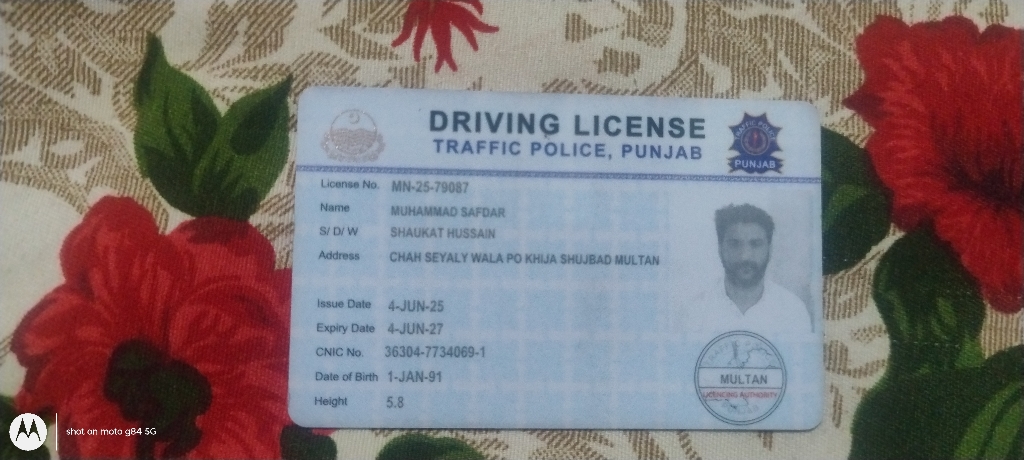 DRIVING LICENSE
TRAFFIC POLICE, PUNJAB
TRAFFIC POLICE
PUNJAB
License No. MN-25-79087
Name MUHAMMAD SAFDAR
S/ D/ W SHAUKAT HUSSAIN
Address CHAH SEYALY WALA PO KHIJA SHUJBAD MULTAN
Issue Date 4-JUN-25
Expiry Date 4-JUN-27
CNIC No. 36304-7734069-1
Date of Birth 1-JAN-91
Height 5.8
MULTAN
LICENCING AUTHORITY
shot on moto g84 5G